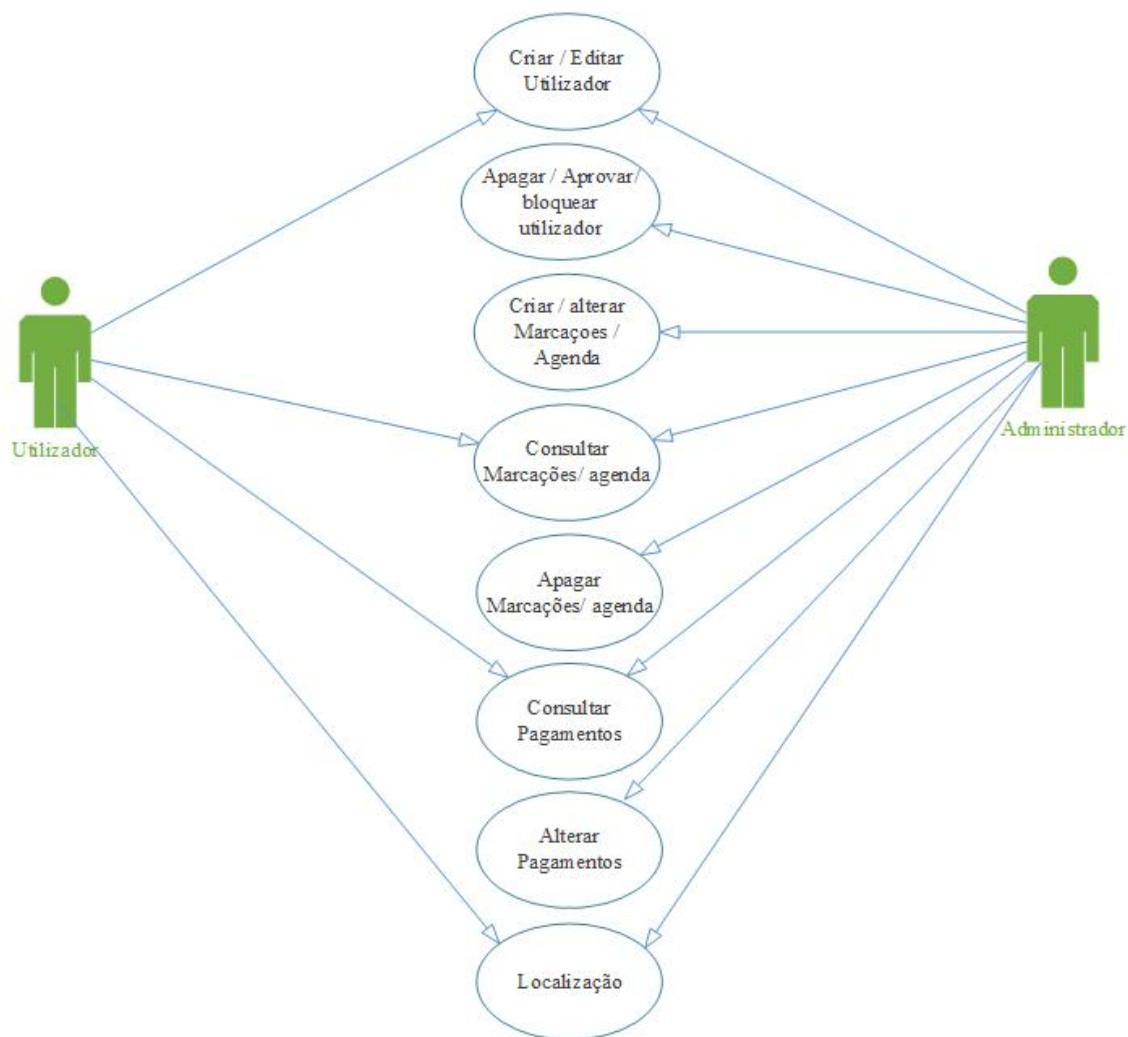 Criar / Editar
Utilizador
Apagar / Aprovar/
bloquear
utilizador
Criar / alterar
Marcaçoes /
Agenda
Utilizador
Administrador
Consultar
Marcações/ agenda
Apagar
Marcações/ agenda
Consultar
Pagamentos
Alterar
Pagamentos
Localização